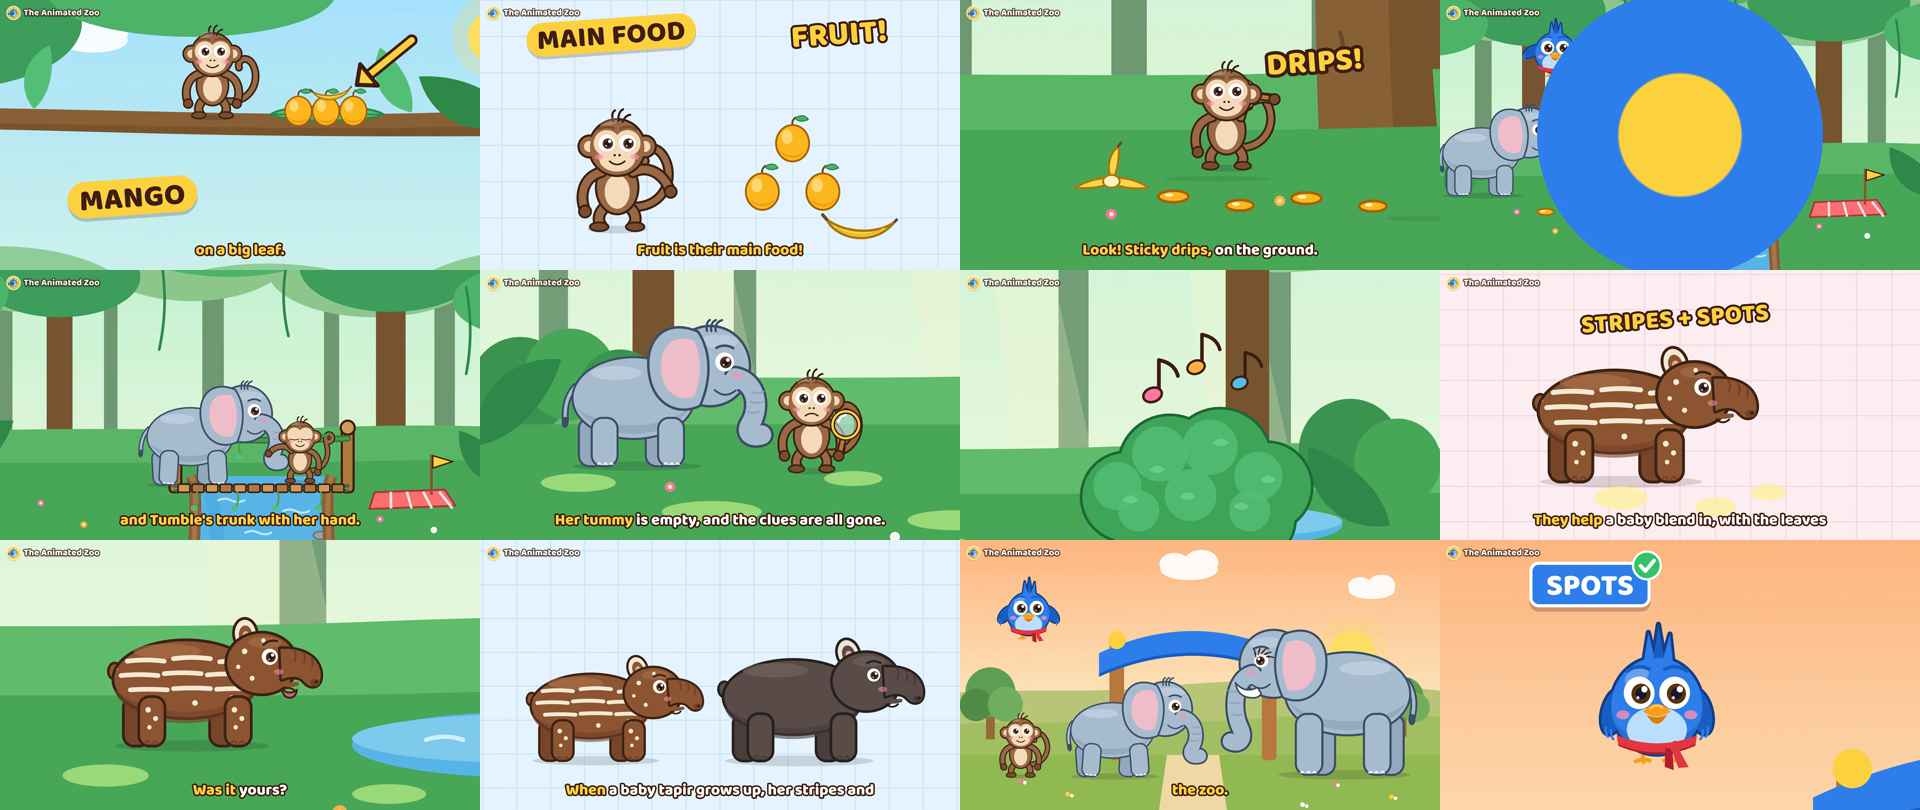 The Animated Zoo
MANGO
on a big leaf.
The Animated Zoo
MAIN FOOD
FRUIT!
Fruit is their main food!
The Animated Zoo
DRIPS!
Look! Sticky drips, on the ground.
The Animated Zoo
The Animated Zoo
and Tumble's trunk with her hand.
The Animated Zoo
Her tummy is empty, and the clues are all gone.
The Animated Zoo
The Animated Zoo
STRIPES + SPOTS
They help a baby blend in, with the leaves
The Animated Zoo
Was it yours?
The Animated Zoo
When a baby tapir grows up, her stripes and
The Animated Zoo
the zoo.
The Animated Zoo
SPOTS